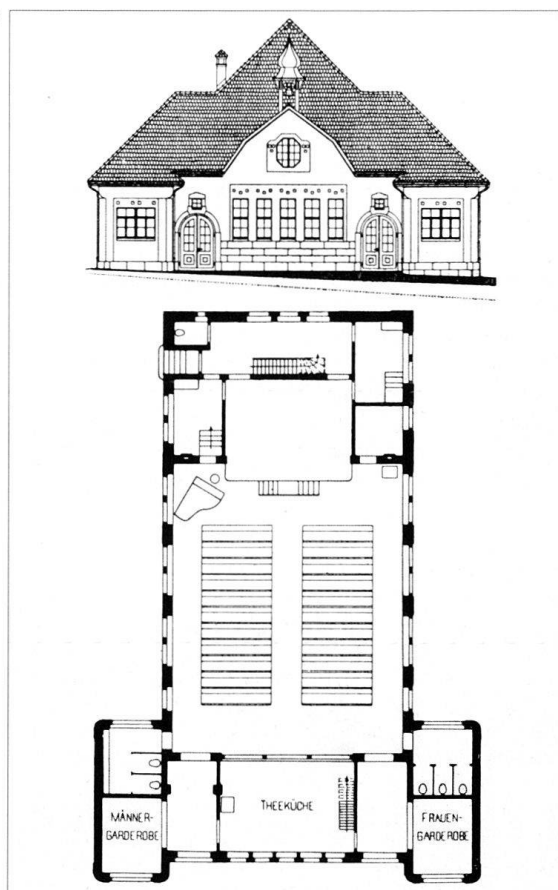 MÄNNER-
GARDEROBE
THEEKÜCHE
FRAUEN-
GARDEROBE